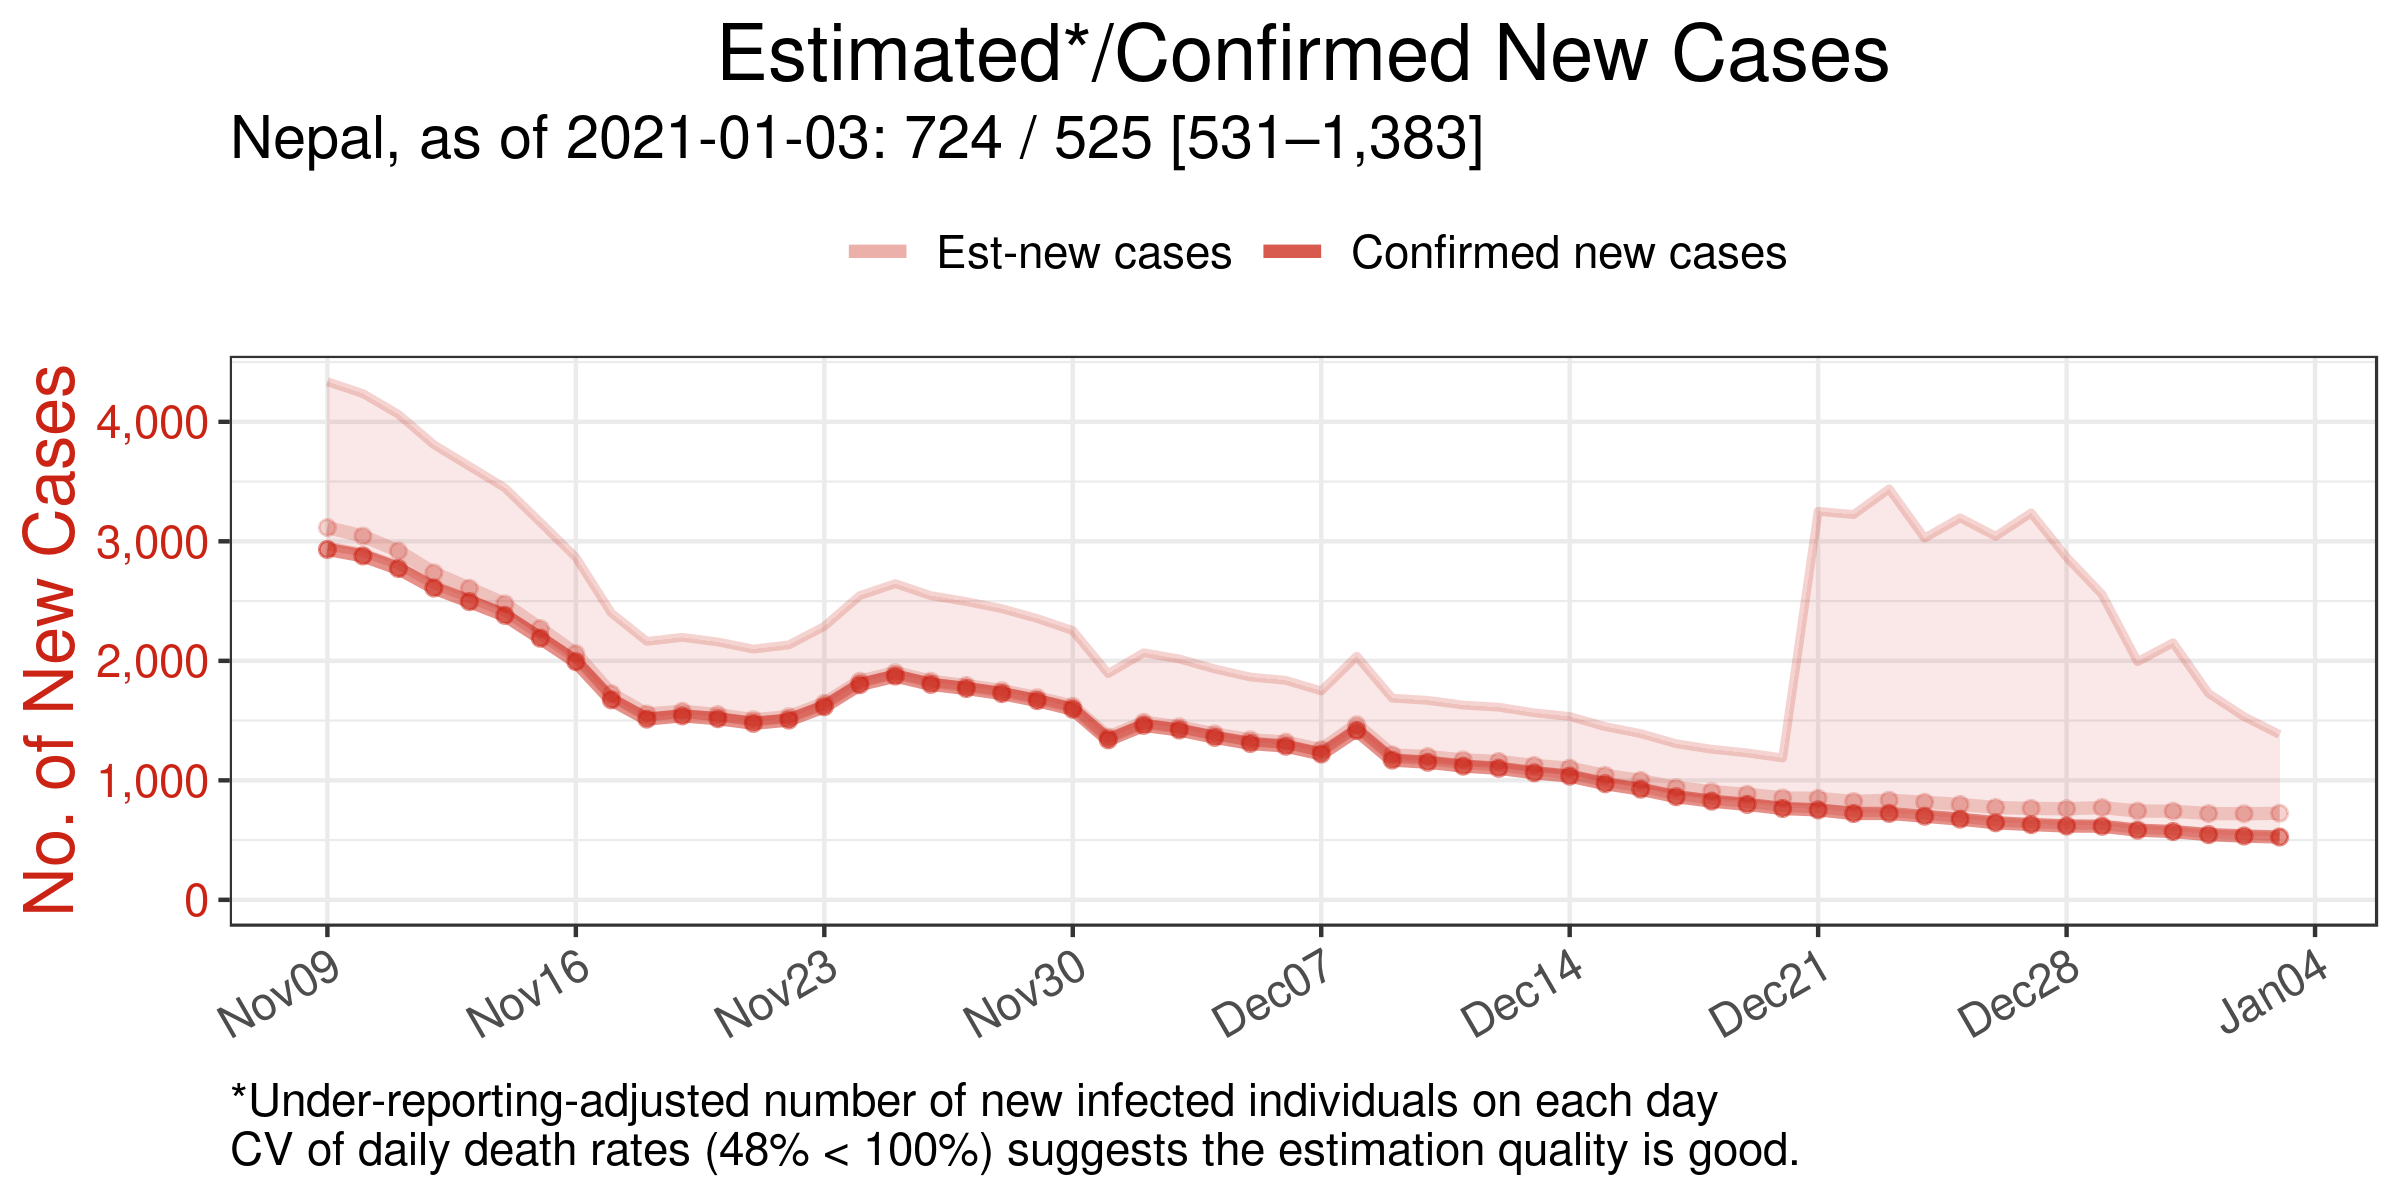 Estimated*/Confirmed New Cases
Nepal, as of 2021-01-03: 724 / 525 [531–1,383]
Est-new cases Confirmed new cases
No. of New Cases
4,000
3,000
2,000
1,000
0
Nov09 Nov16 Nov23 Nov30 Dec07 Dec14 Dec21 Dec28 Jan04
*Under-reporting-adjusted number of new infected individuals on each day
CV of daily death rates (48% < 100%) suggests the estimation quality is good.